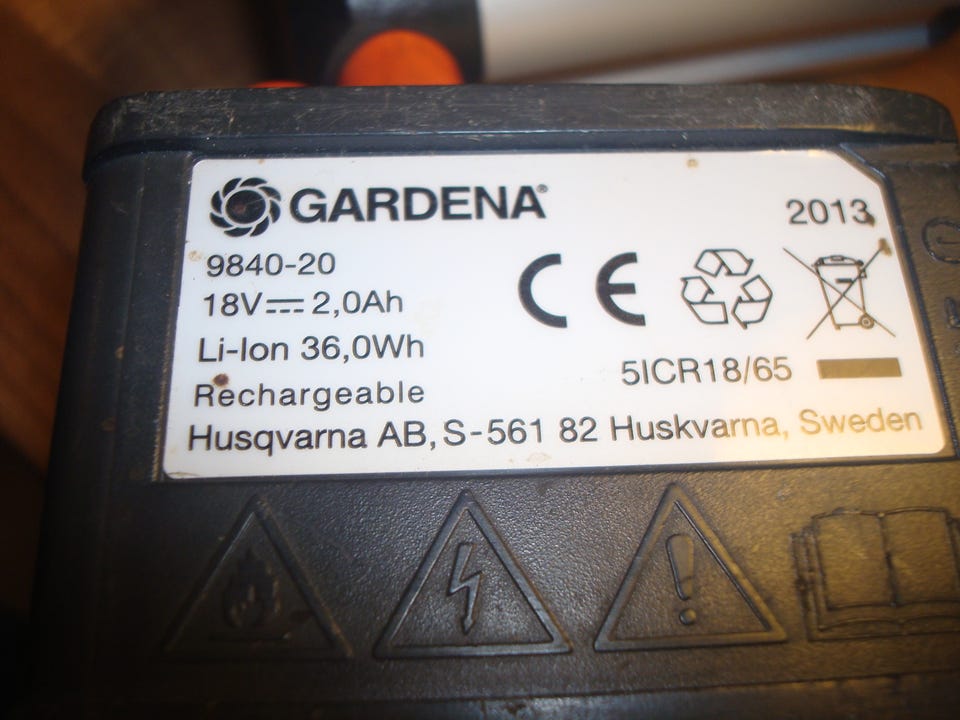 GARDENA®
2013
9840-20
18V⎓2,0Ah
Li-Ion 36,0Wh
CE
5ICR18/65
Rechargeable
Husqvarna AB, S-561 82 Huskvarna, Sweden